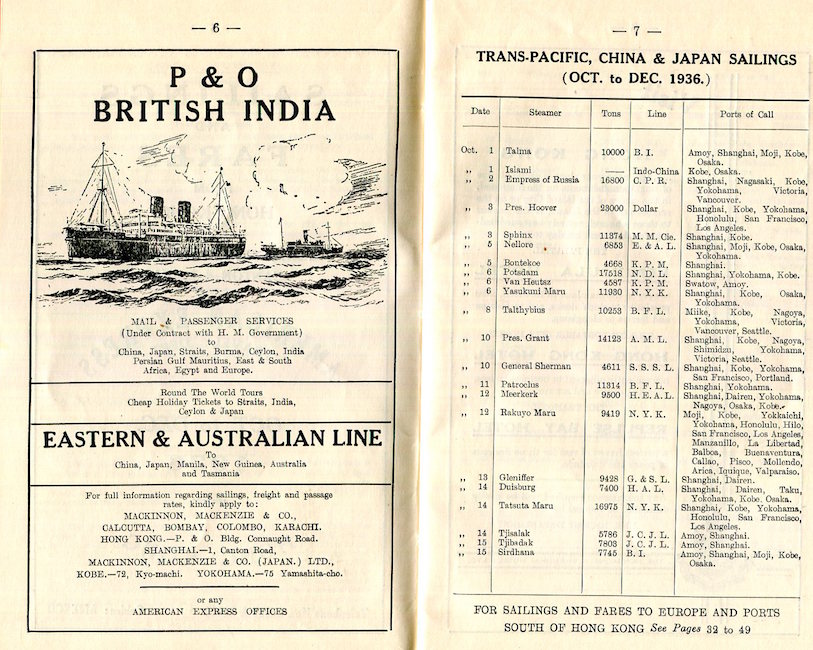 — 6 —
P & O
BRITISH INDIA
MAIL & PASSENGER SERVICES
(Under Contract with H. M. Government)
to
China, Japan, Straits, Burma, Ceylon, India
Persian Gulf Mauritius, East & South
Africa, Egypt and Europe.
Round The World Tours
Cheap Holiday Tickets to Straits, India,
Ceylon & Japan
EASTERN & AUSTRALIAN LINE
To
China, Japan, Manila, New Guinea, Australia
and Tasmania
For full information regarding sailings, freight and passage
rates, kindly apply to:
MACKINNON, MACKENZIE & CO.,
CALCUTTA, BOMBAY, COLOMBO, KARACHI.
HONG KONG.—P. & O. Bldg. Connaught Road.
SHANGHAI—1, Canton Road,
MACKINNON, MACKENZIE & CO. (JAPAN.) LTD.,
KOBE.—72, Kyo-machi. YOKOHAMA.—75 Yamashita-cho.
or any
AMERICAN EXPRESS OFFICES
— 7 —
TRANS-PACIFIC, CHINA & JAPAN SAILINGS
(OCT. to DEC. 1936.)
Date Steamer Tons Line Ports of Call
Oct. 1 Talma 10000 B. I. Amoy, Shanghai, Moji, Kobe,
Osaka.
„ 1 Islami —— Indo-China Kobe, Osaka.
„ 2 Empress of Russia 16800 C. P. R. Shanghai, Nagasaki, Kobe,
Yokohama, Victoria,
Vancouver.
„ 3 Pres. Hoover 23000 Dollar Shanghai, Kobe, Yokohama,
Honolulu, San Francisco,
Los Angeles.
„ 3 Sphinx 11374 M. M. Cie. Shanghai, Kobe.
„ 5 Nellore 6853 E. & A. L. Shanghai, Moji, Kobe, Osaka,
Yokohama.
„ 5 Bontekoe 4668 K. P. M. Shanghai.
„ 6 Potsdam 17518 N. D. L. Shanghai, Yokohama, Kobe.
„ 6 Van Heutsz 4587 K. P. M. Swatow, Amoy.
„ 6 Yasukuni Maru 11930 N. Y. K. Shanghai, Kobe, Osaka,
Yokohama.
„ 8 Talthybius 10253 B. F. L. Miike, Kobe, Nagoya,
Yokohama, Victoria,
Vancouver, Seattle.
„ 10 Pres. Grant 14123 A. M. L. Shanghai, Kobe, Nagoya,
Shimidzu, Yokohama,
Victoria, Seattle.
„ 10 General Sherman 4611 S. S. S. L. Shanghai, Kobe, Yokohama,
San Francisco, Portland.
„ 11 Patroclus 11314 B. F. L. Shanghai, Yokohama.
„ 12 Meerkerk 9500 H. E. A. L. Shanghai, Dairen, Yokohama,
Nagoya, Osaka, Kobe.
„ 12 Rakuyo Maru 9419 N. Y. K. Moji, Kobe, Yokkaichi,
Yokohama, Honolulu, Hilo,
San Francisco, Los Angeles,
Manzanillo, La Libertad,
Balboa, Buenaventura,
Callao, Pisco, Mollendo,
Arica, Iquique, Valparaiso.
„ 13 Gleniffer 9428 G. & S. L. Shanghai, Dairen.
„ 14 Duisburg 7400 H. A. L. Shanghai, Dairen, Taku,
Yokohama, Kobe. Osaka.
„ 14 Tatsuta Maru 16975 N. Y. K. Shanghai, Kobe, Yokohama,
Honolulu, San Francisco,
Los Angeles.
„ 14 Tjisalak 5786 J. C. J. L. Amoy, Shanghai.
„ 15 Tjibadak 7803 J. C. J. L. Amoy, Shanghai.
„ 15 Sirdhana 7745 B. I. Amoy, Shanghai, Moji, Kobe,
Osaka.
FOR SAILINGS AND FARES TO EUROPE AND PORTS
SOUTH OF HONG KONG See Pages 32 to 49